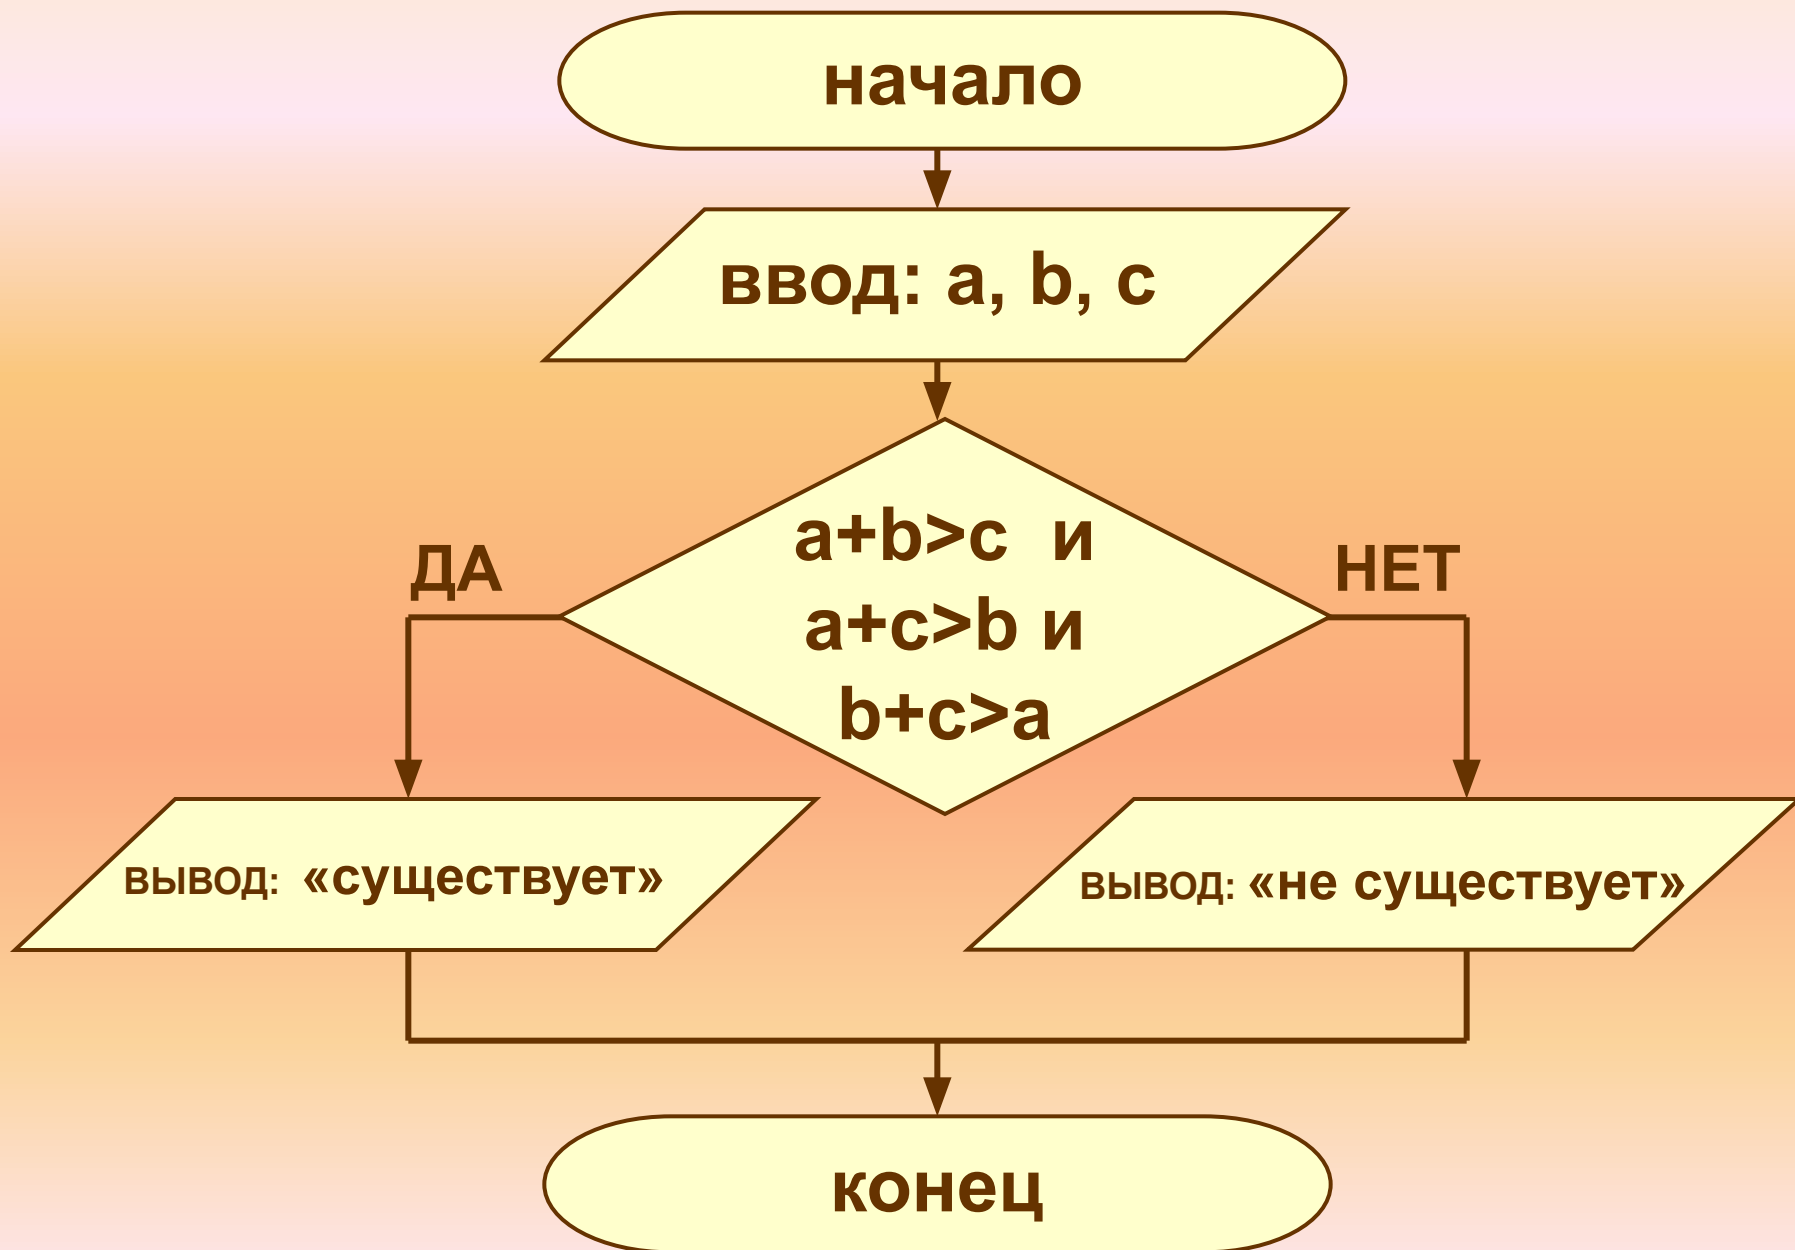 начало
ввод: a, b, c
a+b>c и
a+c>b и
b+c>a
ДА
НЕТ
ВЫВОД: «существует»
ВЫВОД: «не существует»
конец